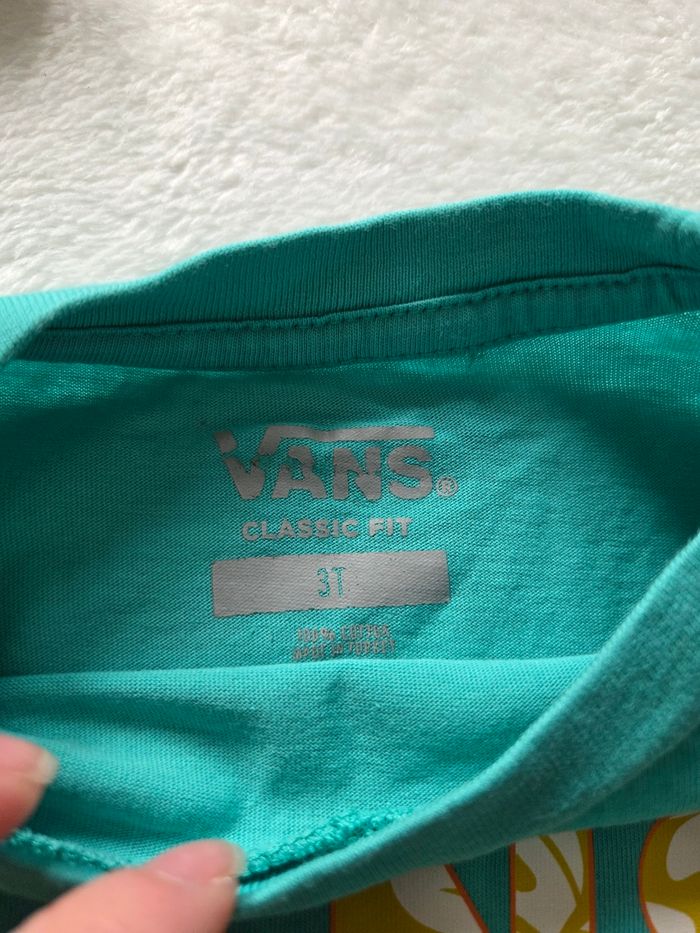 VANS®
CLASSIC FIT
3T
100% COTTON
MADE IN TURKEY